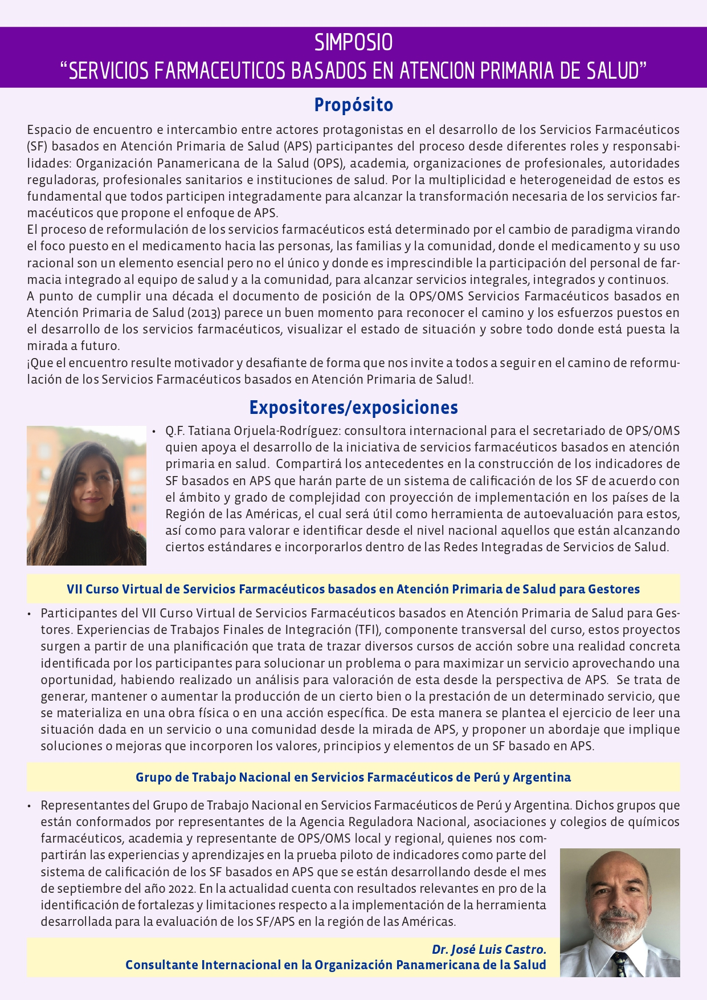 SIMPOSIO
“SERVICIOS FARMACEUTICOS BASADOS EN ATENCION PRIMARIA DE SALUD”
Propósito
Espacio de encuentro e intercambio entre actores protagonistas en el desarrollo de los Servicios Farmacéuticos
(SF) basados en Atención Primaria de Salud (APS) participantes del proceso desde diferentes roles y responsabi-
lidades: Organización Panamericana de la Salud (OPS), academia, organizaciones de profesionales, autoridades
reguladoras, profesionales sanitarios e instituciones de salud. Por la multiplicidad e heterogeneidad de estos es
fundamental que todos participen integradamente para alcanzar la transformación necesaria de los servicios far-
macéuticos que propone el enfoque de APS.
El proceso de reformulación de los servicios farmacéuticos está determinado por el cambio de paradigma virando
el foco puesto en el medicamento hacia las personas, las familias y la comunidad, donde el medicamento y su uso
racional son un elemento esencial pero no el único y donde es imprescindible la participación del personal de far-
macia integrado al equipo de salud y a la comunidad, para alcanzar servicios integrales, integrados y continuos.
A punto de cumplir una década el documento de posición de la OPS/OMS Servicios Farmacéuticos basados en
Atención Primaria de Salud (2013) parece un buen momento para reconocer el camino y los esfuerzos puestos en
el desarrollo de los servicios farmacéuticos, visualizar el estado de situación y sobre todo donde está puesta la
mirada a futuro.
¡Que el encuentro resulte motivador y desafiante de forma que nos invite a todos a seguir en el camino de reformu-
lación de los Servicios Farmacéuticos basados en Atención Primaria de Salud!.
Expositores/exposiciones
• Q.F. Tatiana Orjuela-Rodríguez: consultora internacional para el secretariado de OPS/OMS
quien apoya el desarrollo de la iniciativa de servicios farmacéuticos basados en atención
primaria en salud. Compartirá los antecedentes en la construcción de los indicadores de
SF basados en APS que harán parte de un sistema de calificación de los SF de acuerdo con
el ámbito y grado de complejidad con proyección de implementación en los países de la
Región de las Américas, el cual será útil como herramienta de autoevaluación para estos,
así como para valorar e identificar desde el nivel nacional aquellos que están alcanzando
ciertos estándares e incorporarlos dentro de las Redes Integradas de Servicios de Salud.
VII Curso Virtual de Servicios Farmacéuticos basados en Atención Primaria de Salud para Gestores
• Participantes del VII Curso Virtual de Servicios Farmacéuticos basados en Atención Primaria de Salud para Ges-
tores. Experiencias de Trabajos Finales de Integración (TFI), componente transversal del curso, estos proyectos
surgen a partir de una planificación que trata de trazar diversos cursos de acción sobre una realidad concreta
identificada por los participantes para solucionar un problema o para maximizar un servicio aprovechando una
oportunidad, habiendo realizado un análisis para valoración de esta desde la perspectiva de APS. Se trata de
generar, mantener o aumentar la producción de un cierto bien o la prestación de un determinado servicio, que
se materializa en una obra física o en una acción específica. De esta manera se plantea el ejercicio de leer una
situación dada en un servicio o una comunidad desde la mirada de APS, y proponer un abordaje que implique
soluciones o mejoras que incorporen los valores, principios y elementos de un SF basado en APS.
Grupo de Trabajo Nacional en Servicios Farmacéuticos de Perú y Argentina
• Representantes del Grupo de Trabajo Nacional en Servicios Farmacéuticos de Perú y Argentina. Dichos grupos que
están conformados por representantes de la Agencia Reguladora Nacional, asociaciones y colegios de químicos
farmacéuticos, academia y representante de OPS/OMS local y regional, quienes nos com-
partirán las experiencias y aprendizajes en la prueba piloto de indicadores como parte del
sistema de calificación de los SF basados en APS que se están desarrollando desde el mes
de septiembre del año 2022. En la actualidad cuenta con resultados relevantes en pro de la
identificación de fortalezas y limitaciones respecto a la implementación de la herramienta
desarrollada para la evaluación de los SF/APS en la región de las Américas.
Dr. José Luis Castro.
Consultante Internacional en la Organización Panamericana de la Salud